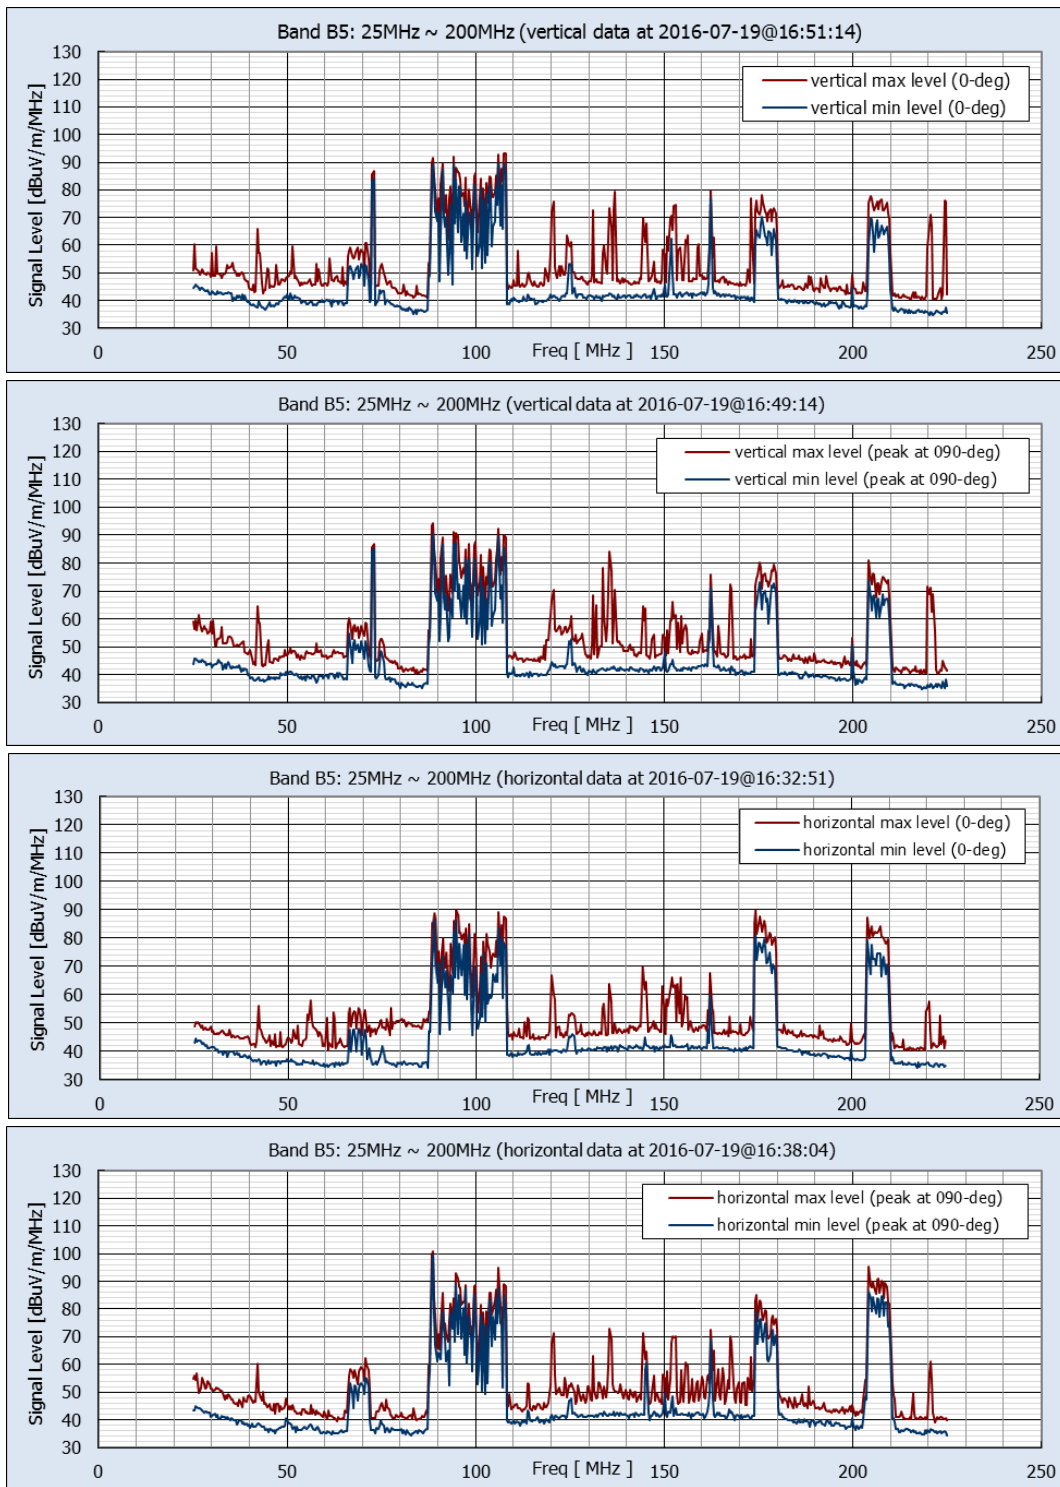 Band B5: 25MHz ~ 200MHz (vertical data at 2016-07-19@16:51:14)
Signal Level [dBuV/m/MHz]
130
120
110
100
90
80
70
60
50
40
30
vertical max level (0-deg)
vertical min level (0-deg)
0 50 Freq [ MHz ] 150 200 250
Band B5: 25MHz ~ 200MHz (vertical data at 2016-07-19@16:49:14)
Signal Level [dBuV/m/MHz]
130
120
110
100
90
80
70
60
50
40
30
vertical max level (peak at 090-deg)
vertical min level (peak at 090-deg)
0 50 100 Freq [ MHz ] 150 200 250
Band B5: 25MHz ~ 200MHz (horizontal data at 2016-07-19@16:32:51)
Signal Level [dBuV/m/MHz]
130
120
110
100
90
80
70
60
50
40
30
horizontal max level (0-deg)
horizontal min level (0-deg)
0 50 100 Freq [ MHz ] 150 200 250
Band B5: 25MHz ~ 200MHz (horizontal data at 2016-07-19@16:38:04)
Signal Level [dBuV/m/MHz]
130
120
110
100
90
80
70
60
50
40
30
horizontal max level (peak at 090-deg)
horizontal min level (peak at 090-deg)
0 50 100 Freq [ MHz ] 150 200 250